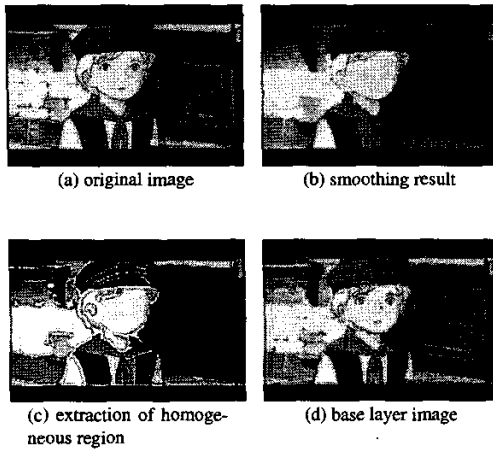 (a) original image
(b) smoothing result
(c) extraction of homoge-
neous region
(d) base layer image